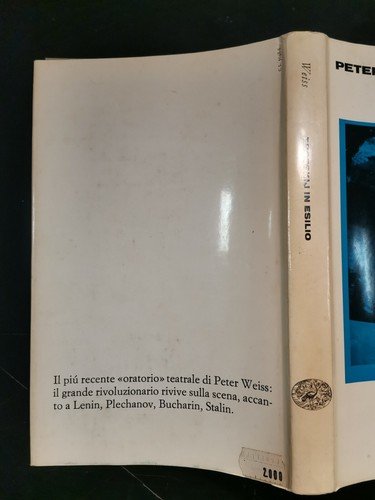 Il piú recente «oratorio» teatrale di Peter Weiss:
il grande rivoluzionario rivive sulla scena, accan-
to a Lenin, Plechanov, Bucharin, Stalin.
Weiss
IN ESILIO
PETER
2000